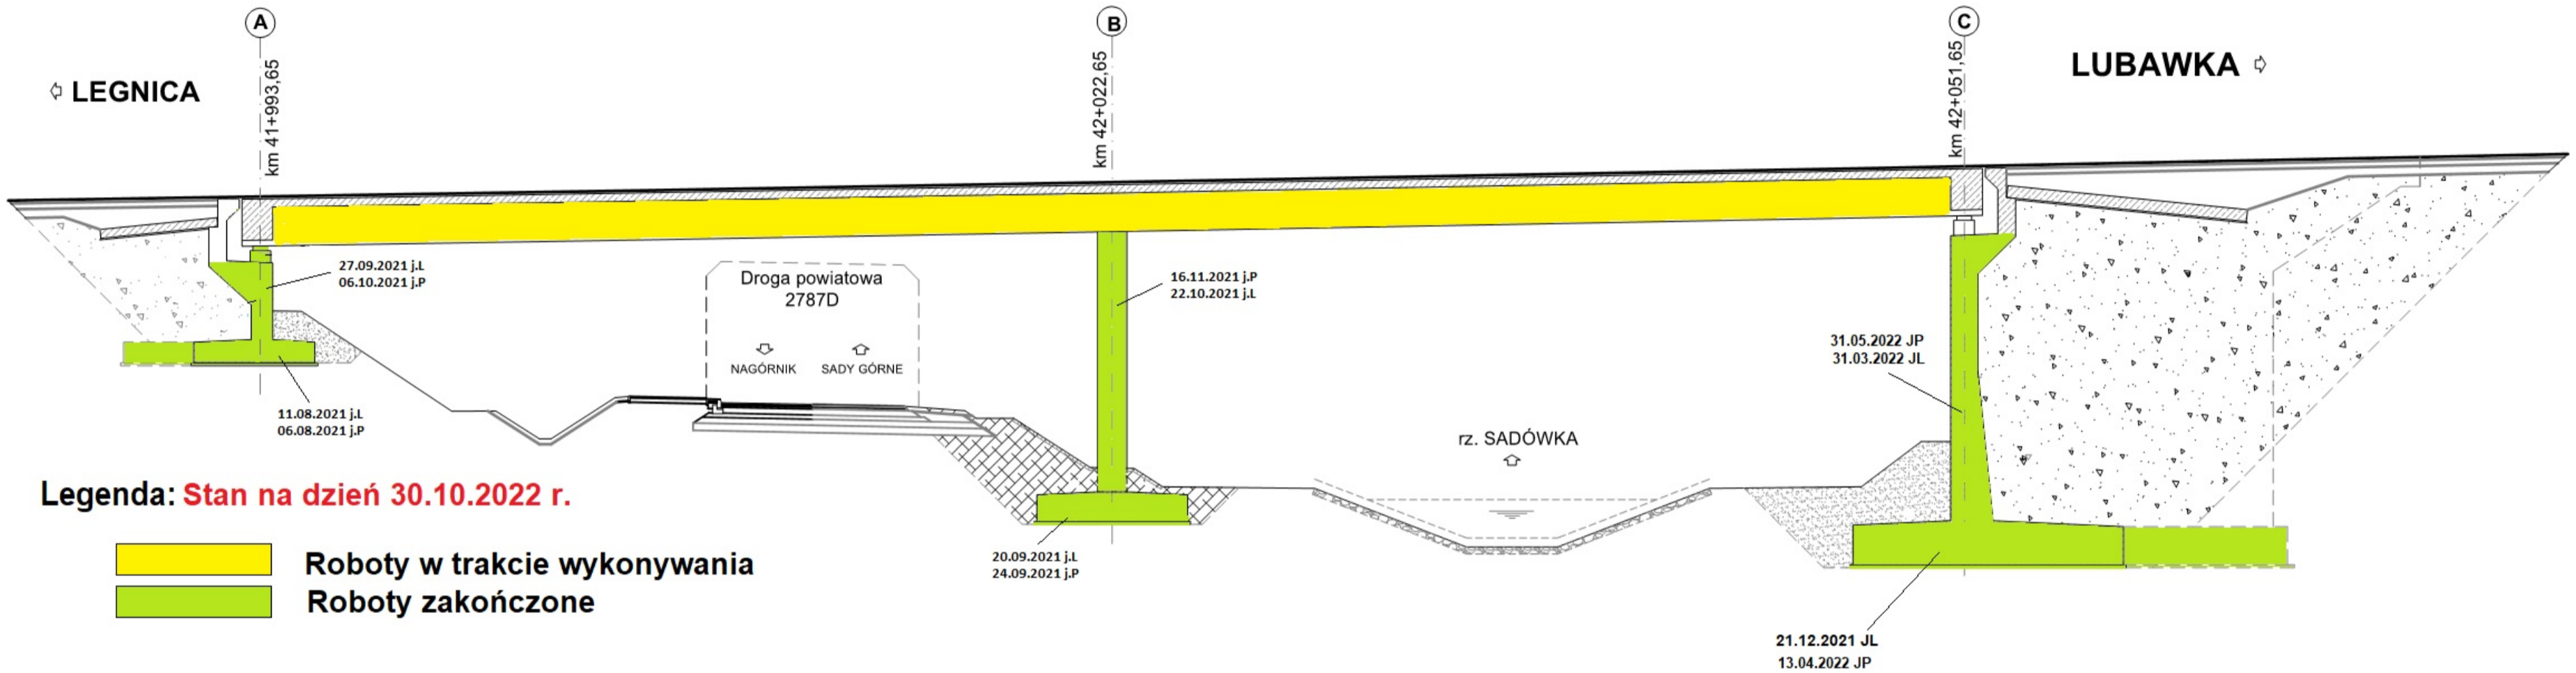 A
B
C
km 41+993,65
km 42+022,65
km 42+051,65
LEGNICA
LUBAWKA
27.09.2021 j.L
06.10.2021 j.P
Droga powiatowa
2787D
NAGÓRNIK SADY GÓRNE
16.11.2021 j.P
22.10.2021 j.L
31.05.2022 JP
31.03.2022 JL
11.08.2021 j.L
06.08.2021 j.P
rz. SADÓWKA
20.09.2021 j.L
24.09.2021 j.P
21.12.2021 JL
13.04.2022 JP
Legenda: Stan na dzień 30.10.2022 r.
Roboty w trakcie wykonywania
Roboty zakończone